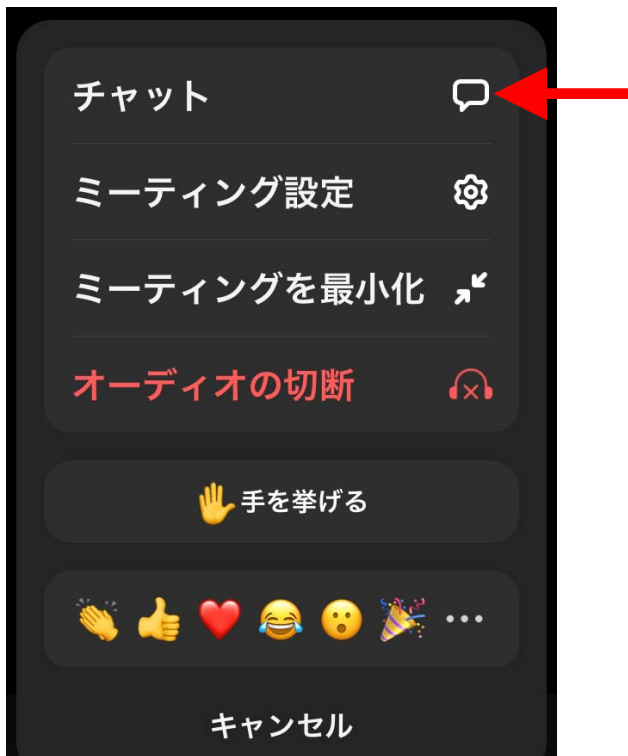 チャット
ミーティング設定
ミーティングを最小化
オーディオの切断
手を挙げる
キャンセル